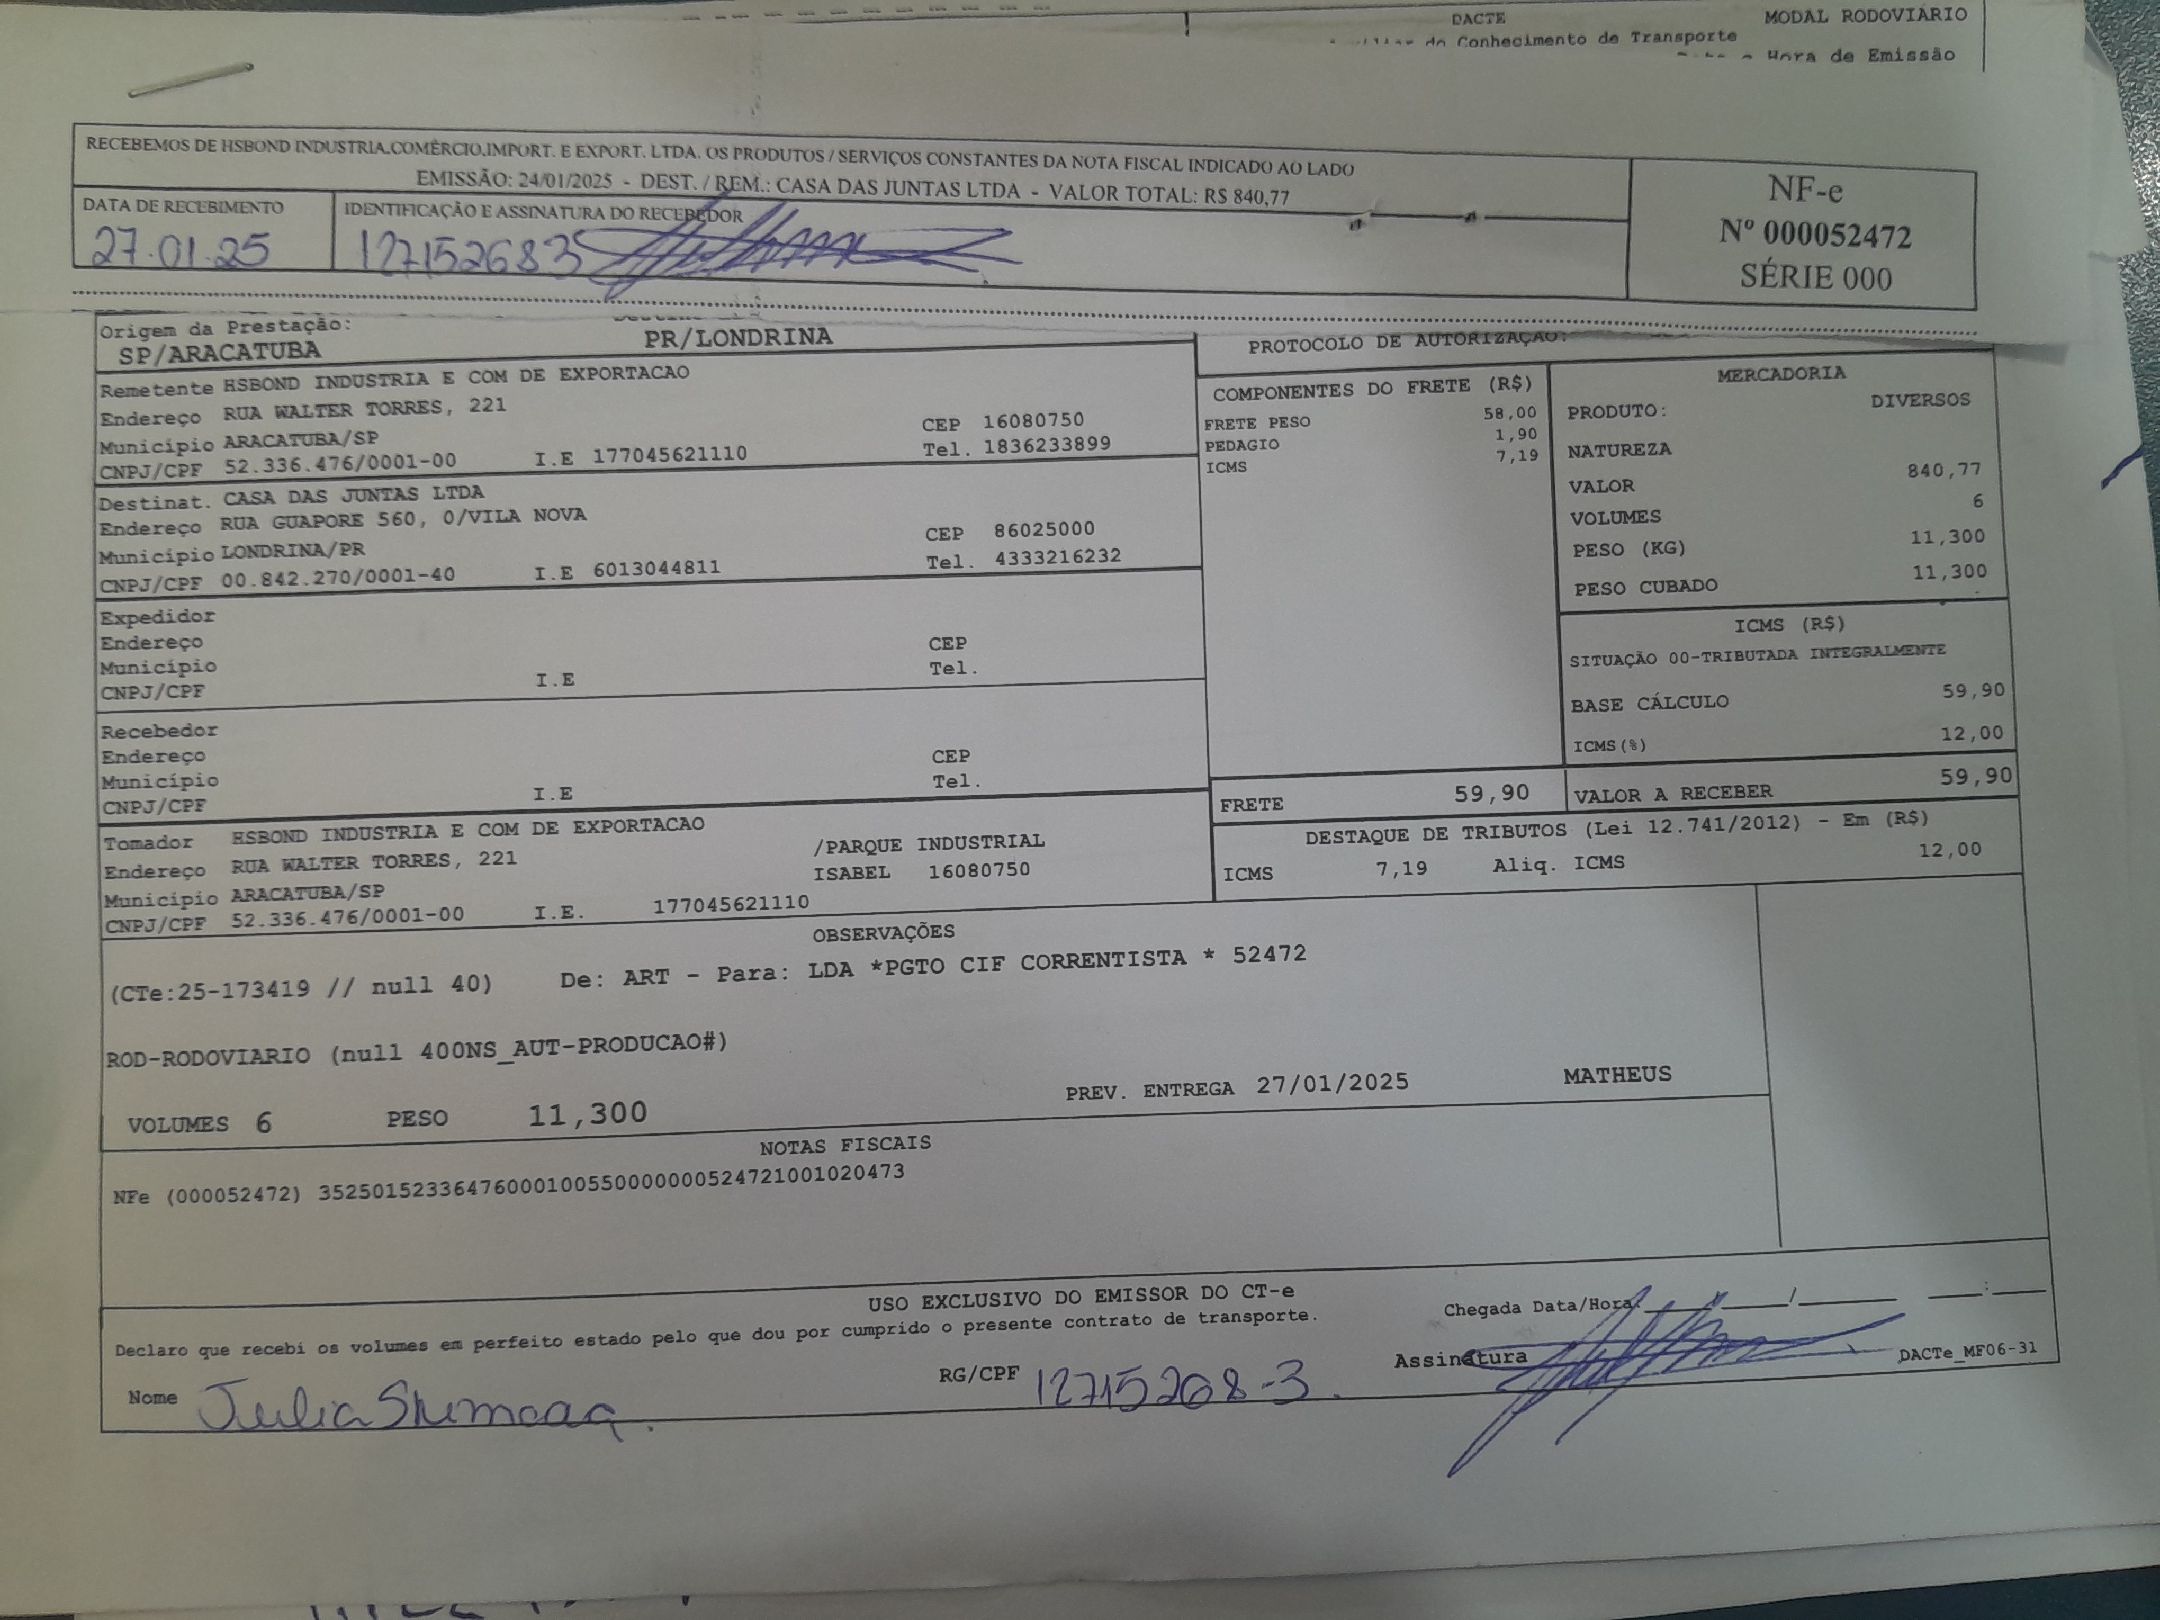 DACTE
MODAL RODOVIÁRIO
do Conhecimento de Transporte
Hora de Emissão
RECEBEMOS DE HSBOND INDUSTRIA.COMÉRCIO.IMPORT. E EXPORT. LTDA. OS PRODUTOS / SERVIÇOS CONSTANTES DA NOTA FISCAL INDICADO AO LADO
EMISSÃO: 24/01/2025 - DEST. / REM.: CASA DAS JUNTAS LTDA - VALOR TOTAL: R$ 840,77
DATA DE RECEBIMENTO
27.01.25
IDENTIFICAÇÃO E ASSINATURA DO RECEBEDOR
127152683
NF-e
Nº 000052472
SÉRIE 000
Origem da Prestação:
SP/ARACATUBA
PR/LONDRINA
PROTOCOLO DE AUTORIZAÇÃO:
Remetente HSBOND INDUSTRIA E COM DE EXPORTACAO
Endereço RUA WALTER TORRES, 221
Município ARACATUBA/SP CEP 16080750
CNPJ/CPF 52.336.476/0001-00 I.E 177045621110 Tel. 1836233899
Destinat. CASA DAS JUNTAS LTDA
Endereço RUA GUAPORE 560, 0/VILA NOVA
Município LONDRINA/PR CEP 86025000
CNPJ/CPF 00.842.270/0001-40 I.E 6013044811 Tel. 4333216232
Expedidor
Endereço
Município CEP
CNPJ/CPF I.E Tel.
Recebedor
Endereço
Município CEP
CNPJ/CPF I.E Tel.
Tomador HSBOND INDUSTRIA E COM DE EXPORTACAO
Endereço RUA WALTER TORRES, 221 /PARQUE INDUSTRIAL
Município ARACATUBA/SP ISABEL 16080750
CNPJ/CPF 52.336.476/0001-00 I.E. 177045621110
COMPONENTES DO FRETE (R$)
FRETE PESO 58,00
PEDAGIO 1,90
ICMS 7,19
MERCADORIA
PRODUTO: DIVERSOS
NATUREZA
VALOR 840,77
VOLUMES 6
PESO (KG) 11,300
PESO CUBADO 11,300
ICMS (R$)
SITUAÇÃO 00-TRIBUTADA INTEGRALMENTE
BASE CÁLCULO 59,90
ICMS(%) 12,00
FRETE 59,90
VALOR A RECEBER 59,90
DESTAQUE DE TRIBUTOS (Lei 12.741/2012) - Em (R$)
ICMS 7,19 Aliq. ICMS 12,00
OBSERVAÇÕES
(CTe:25-173419 // null 40) De: ART - Para: LDA *PGTO CIF CORRENTISTA * 52472
ROD-RODOVIARIO (null 400NS_AUT-PRODUCAO#)
VOLUMES 6 PESO 11,300 PREV. ENTREGA 27/01/2025 MATHEUS
NOTAS FISCAIS
NFe (000052472) 35250152336476000100550000000524721001020473
USO EXCLUSIVO DO EMISSOR DO CT-e
Declaro que recebi os volumes em perfeito estado pelo que dou por cumprido o presente contrato de transporte.
Chegada Data/Hora:
Nome Julia
RG/CPF 12715268-3
Assinatura
DACTe_MF06-31